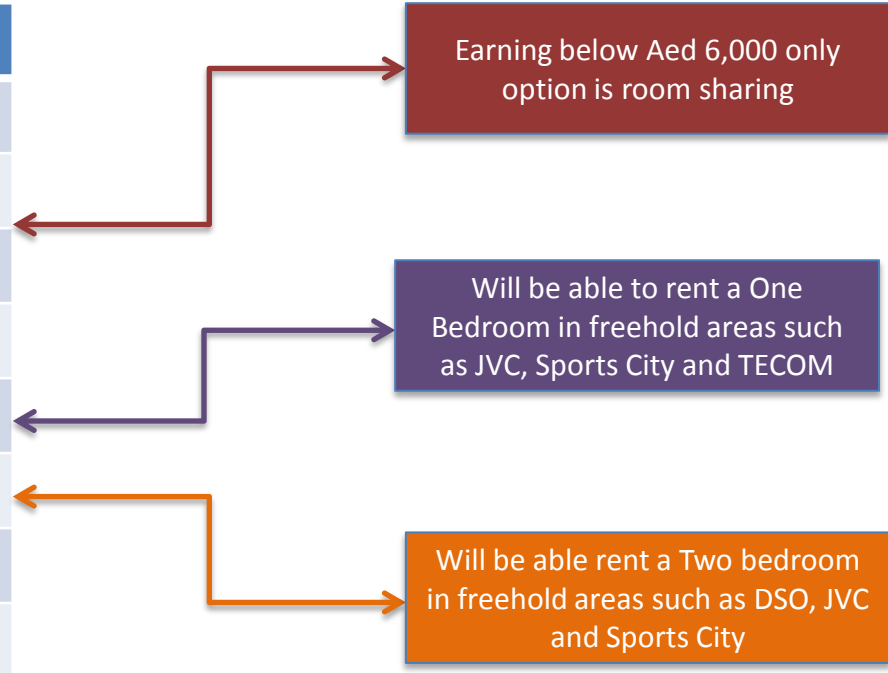 Earning below Aed 6,000 only
option is room sharing
Will be able to rent a One
Bedroom in freehold areas such
as JVC, Sports City and TECOM
Will be able rent a Two bedroom
in freehold areas such as DSO, JVC
and Sports City